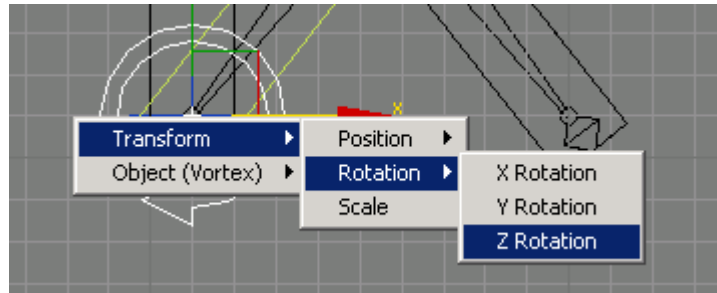 X
Transform
Object (Vortex)
Position
Rotation
Scale
X Rotation
Y Rotation
Z Rotation